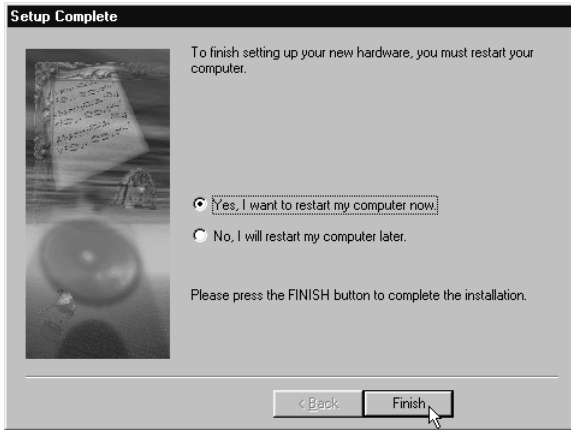 Setup Complete
To finish setting up your new hardware, you must restart your
computer.
Yes, I want to restart my computer now.
No, I will restart my computer later.
Please press the FINISH button to complete the installation.
< Back
Finish